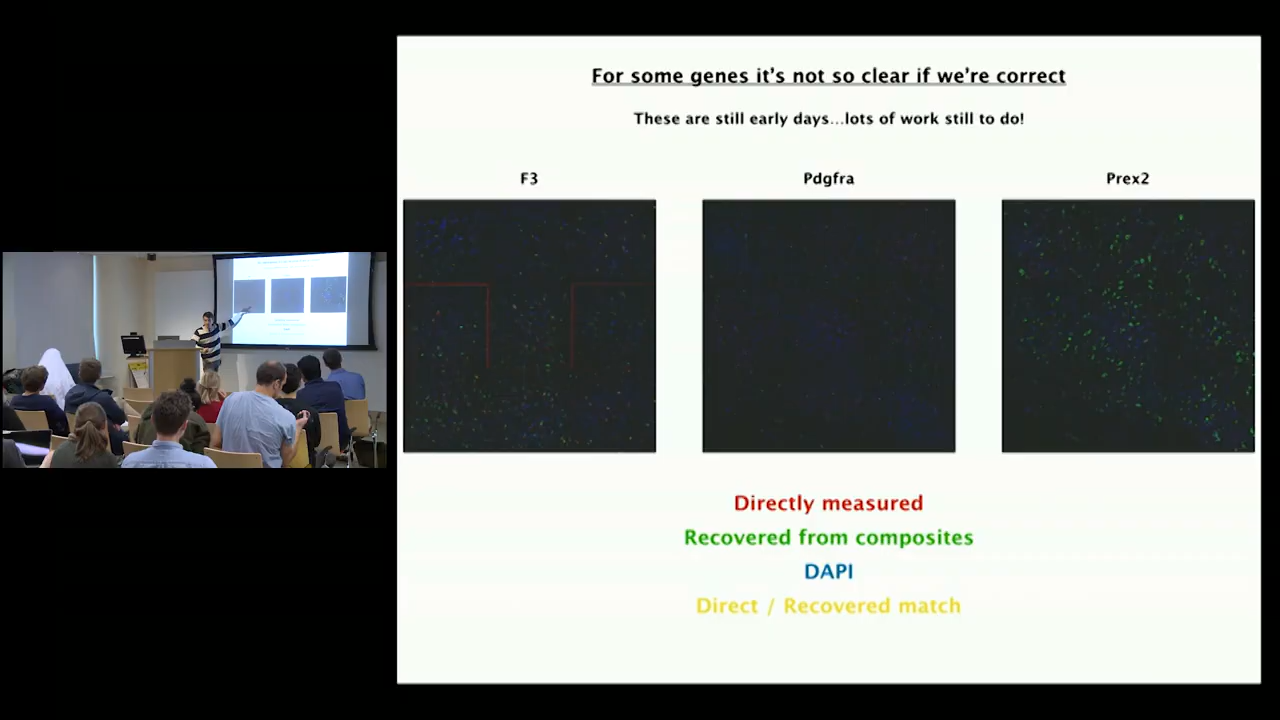 For some genes it's not so clear if we're correct
These are still early days...lots of work still to do!
F3
Pdgfra
Prex2
Directly measured
Recovered from composites
DAPI
Direct / Recovered match